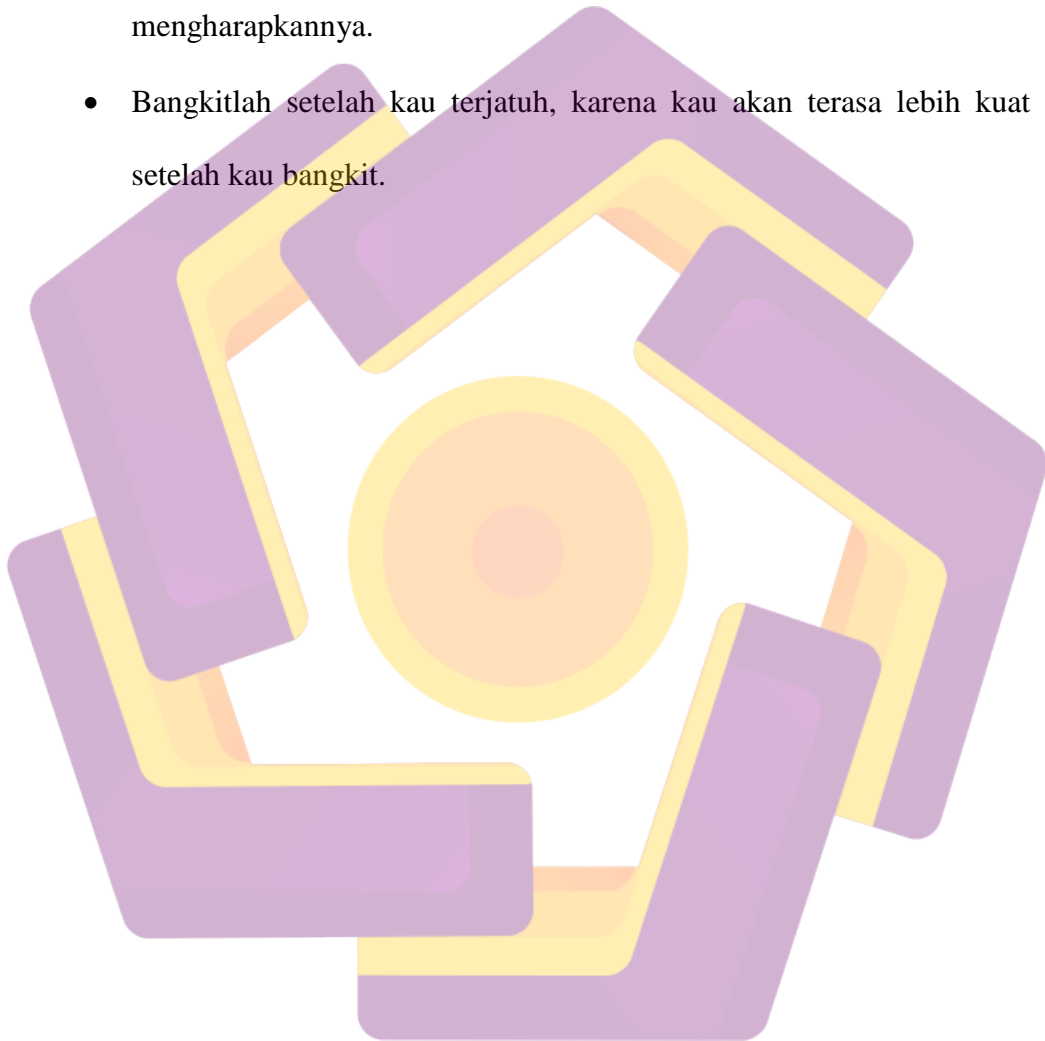 mengharapkannya.
• Bangkitlah setelah kau terjatuh, karena kau akan terasa lebih kuat
setelah kau bangkit.